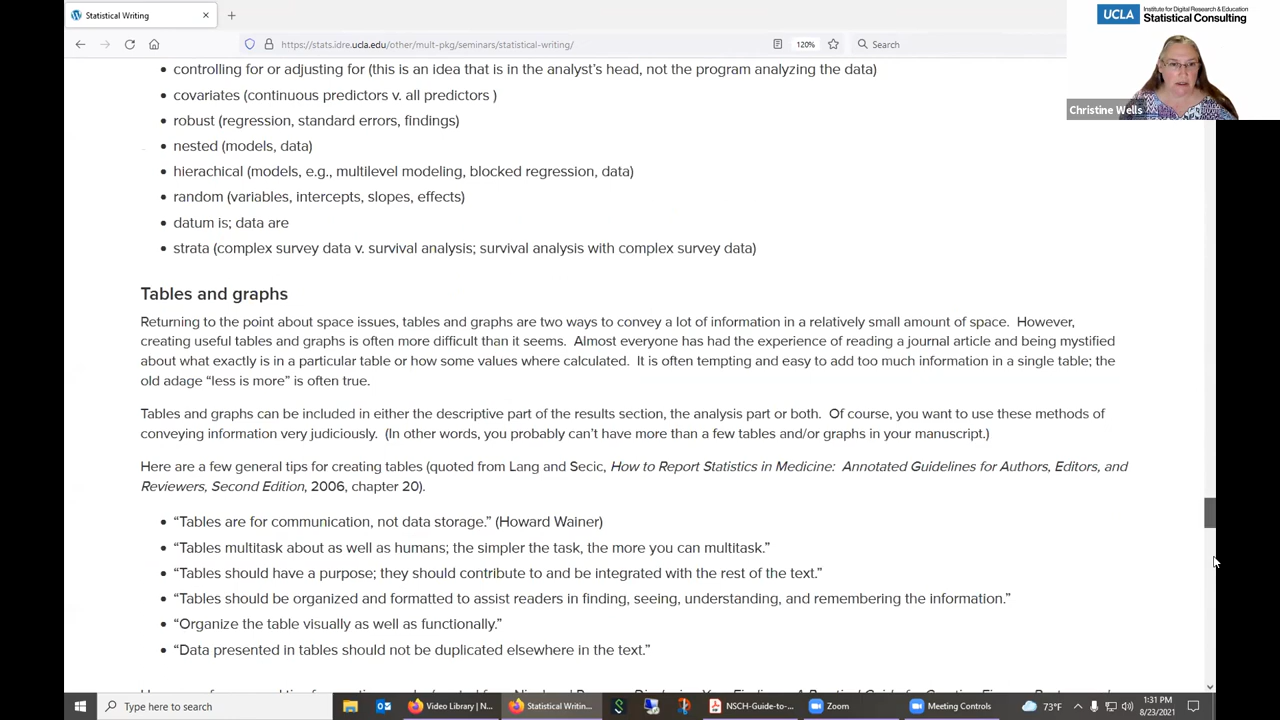 Statistical Writing
https://stats.idre.ucla.edu/other/mult-pkg/seminars/statistical-writing/
120%
Search
UCLA
Institute for Digital Research & Education
Statistical Consulting
Christine Wells
controlling for or adjusting for (this is an idea that is in the analyst's head, not the program analyzing the data)
covariates (continuous predictors v. all predictors )
robust (regression, standard errors, findings)
nested (models, data)
hierachical (models, e.g., multilevel modeling, blocked regression, data)
random (variables, intercepts, slopes, effects)
datum is; data are
strata (complex survey data v. survival analysis; survival analysis with complex survey data)
Tables and graphs
Returning to the point about space issues, tables and graphs are two ways to convey a lot of information in a relatively small amount of space. However,
creating useful tables and graphs is often more difficult than it seems. Almost everyone has had the experience of reading a journal article and being mystified
about what exactly is in a particular table or how some values where calculated. It is often tempting and easy to add too much information in a single table; the
old adage “less is more” is often true.
Tables and graphs can be included in either the descriptive part of the results section, the analysis part or both. Of course, you want to use these methods of
conveying information very judiciously. (In other words, you probably can't have more than a few tables and/or graphs in your manuscript.)
Here are a few general tips for creating tables (quoted from Lang and Secic, How to Report Statistics in Medicine: Annotated Guidelines for Authors, Editors, and
Reviewers, Second Edition, 2006, chapter 20).
“Tables are for communication, not data storage.” (Howard Wainer)
“Tables multitask about as well as humans; the simpler the task, the more you can multitask.”
“Tables should have a purpose; they should contribute to and be integrated with the rest of the text.”
“Tables should be organized and formatted to assist readers in finding, seeing, understanding, and remembering the information.”
“Organize the table visually as well as functionally.”
“Data presented in tables should not be duplicated elsewhere in the text.”
Type here to search
Video Library | N...
Statistical Writin...
NSCH-Guide-to-...
Zoom
Meeting Controls
73°F
1:31 PM
8/23/2021